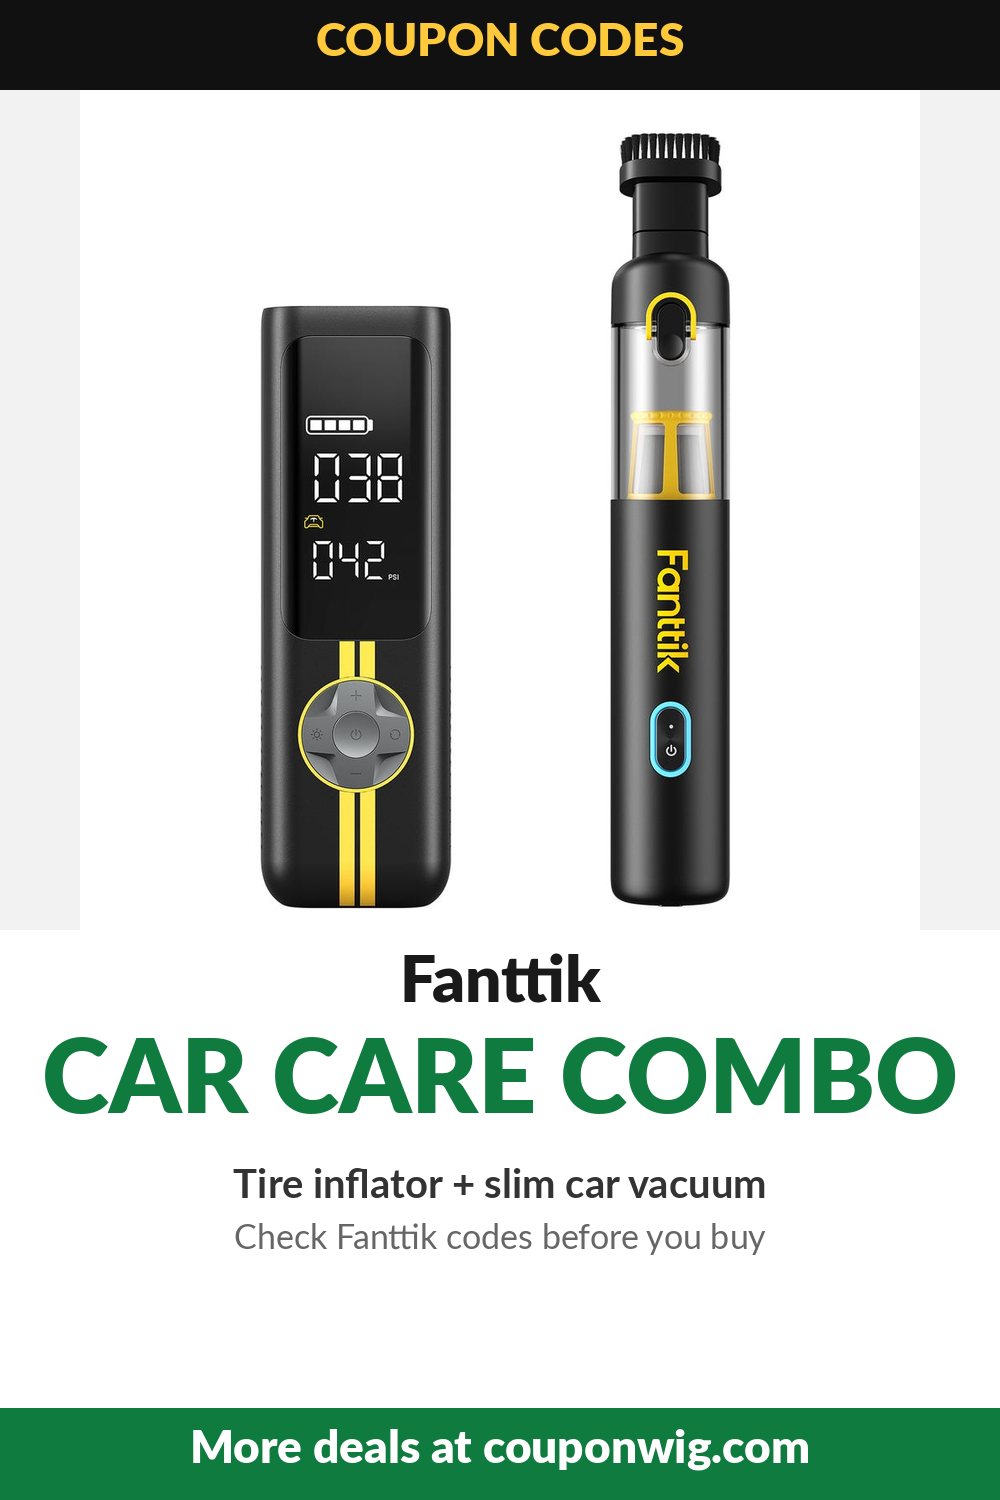 COUPON CODES
038
042 PSI
Fanttik
Fanttik
CAR CARE COMBO
Tire inflator + slim car vacuum
Check Fanttik codes before you buy
More deals at couponwig.com